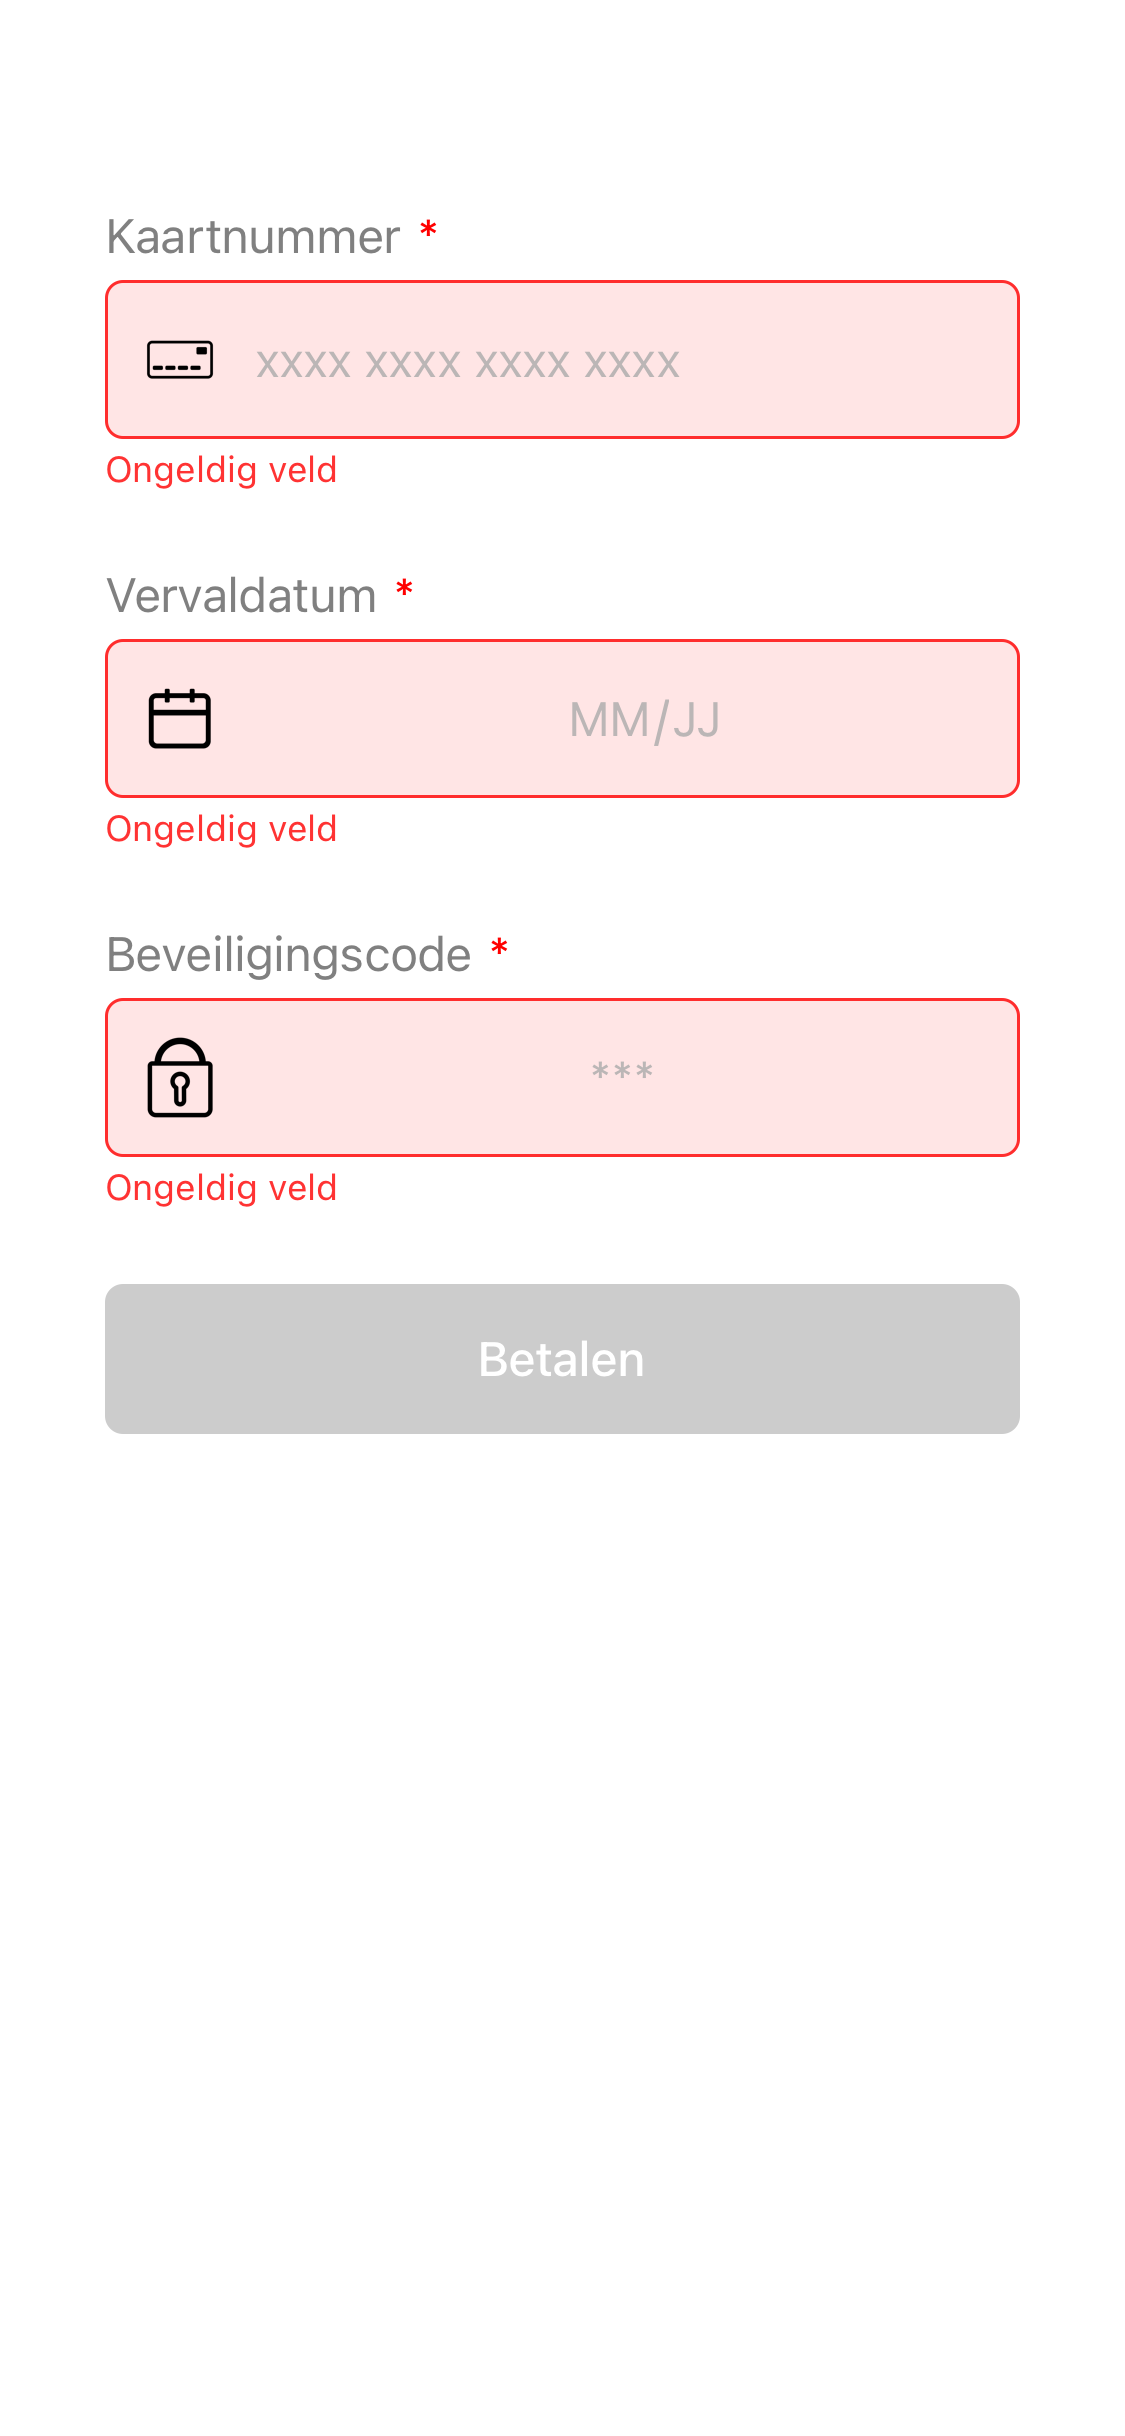 Kaartnummer *
xxxx xxxx xxxx xxxx
Ongeldig veld
Vervaldatum *
MM/JJ
Ongeldig veld
Beveiligingscode *
***
Ongeldig veld
Betalen